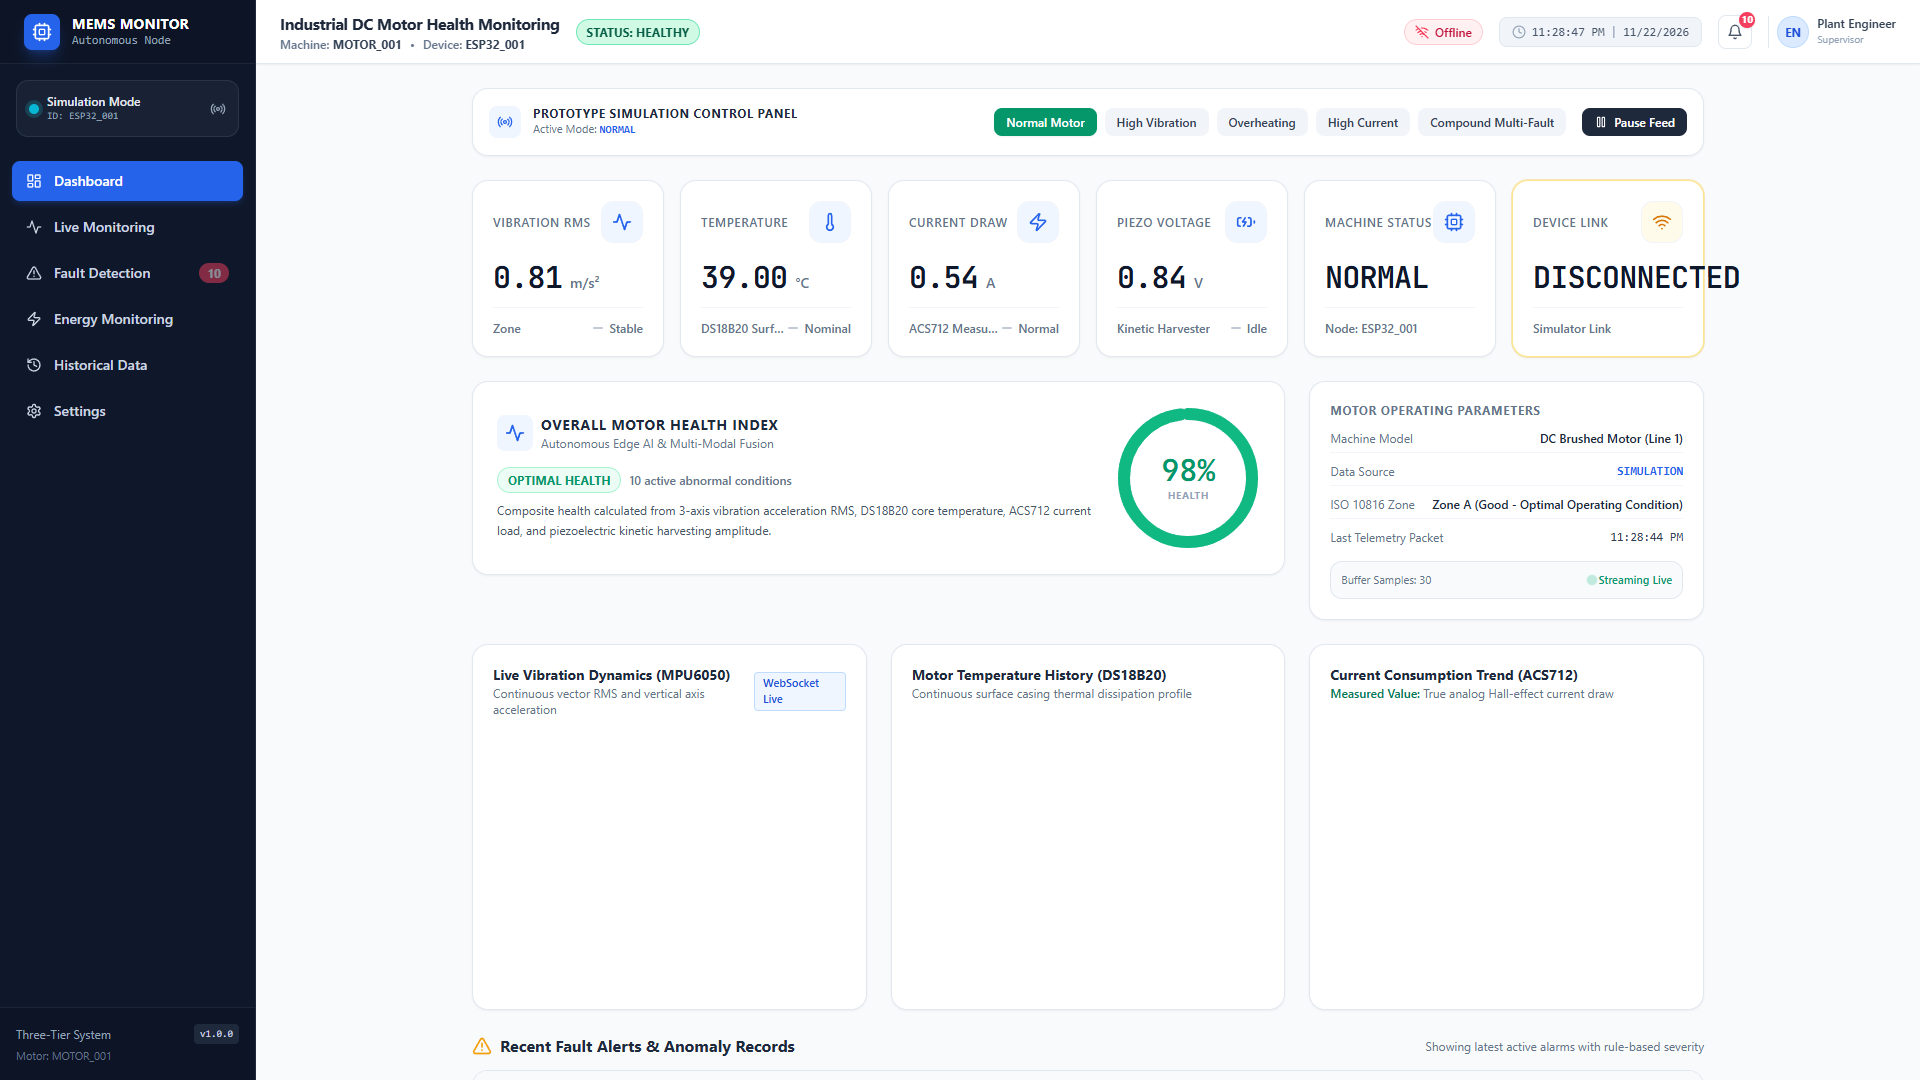 MEMS MONITOR
Autonomous Node
Simulation Mode
ID: ESP32_001
Dashboard
Live Monitoring
Fault Detection 10
Energy Monitoring
Historical Data
Settings
Three-Tier System v1.0.0
Motor: MOTOR_001
Industrial DC Motor Health Monitoring
Machine: MOTOR_001 • Device: ESP32_001
STATUS: HEALTHY
Offline
11:28:47 PM | 11/22/2026
10
EN
Plant Engineer
Supervisor
PROTOTYPE SIMULATION CONTROL PANEL
Active Mode: NORMAL
Normal Motor
High Vibration
Overheating
High Current
Compound Multi-Fault
Pause Feed
VIBRATION RMS
0.81 m/s²
Zone — Stable
TEMPERATURE
39.00 °C
DS18B20 Surf... — Nominal
CURRENT DRAW
0.54 A
ACS712 Measu... — Normal
PIEZO VOLTAGE
0.84 V
Kinetic Harvester — Idle
MACHINE STATUS
NORMAL
Node: ESP32_001
DEVICE LINK
DISCONNECTED
Simulator Link
OVERALL MOTOR HEALTH INDEX
Autonomous Edge AI & Multi-Modal Fusion
OPTIMAL HEALTH 10 active abnormal conditions
Composite health calculated from 3-axis vibration acceleration RMS, DS18B20 core temperature, ACS712 current
load, and piezoelectric kinetic harvesting amplitude.
98%
HEALTH
MOTOR OPERATING PARAMETERS
Machine Model DC Brushed Motor (Line 1)
Data Source SIMULATION
ISO 10816 Zone Zone A (Good - Optimal Operating Condition)
Last Telemetry Packet 11:28:44 PM
Buffer Samples: 30 Streaming Live
Live Vibration Dynamics (MPU6050)
Continuous vector RMS and vertical axis
acceleration
WebSocket
Live
Motor Temperature History (DS18B20)
Continuous surface casing thermal dissipation profile
Current Consumption Trend (ACS712)
Measured Value: True analog Hall-effect current draw
Recent Fault Alerts & Anomaly Records
Showing latest active alarms with rule-based severity